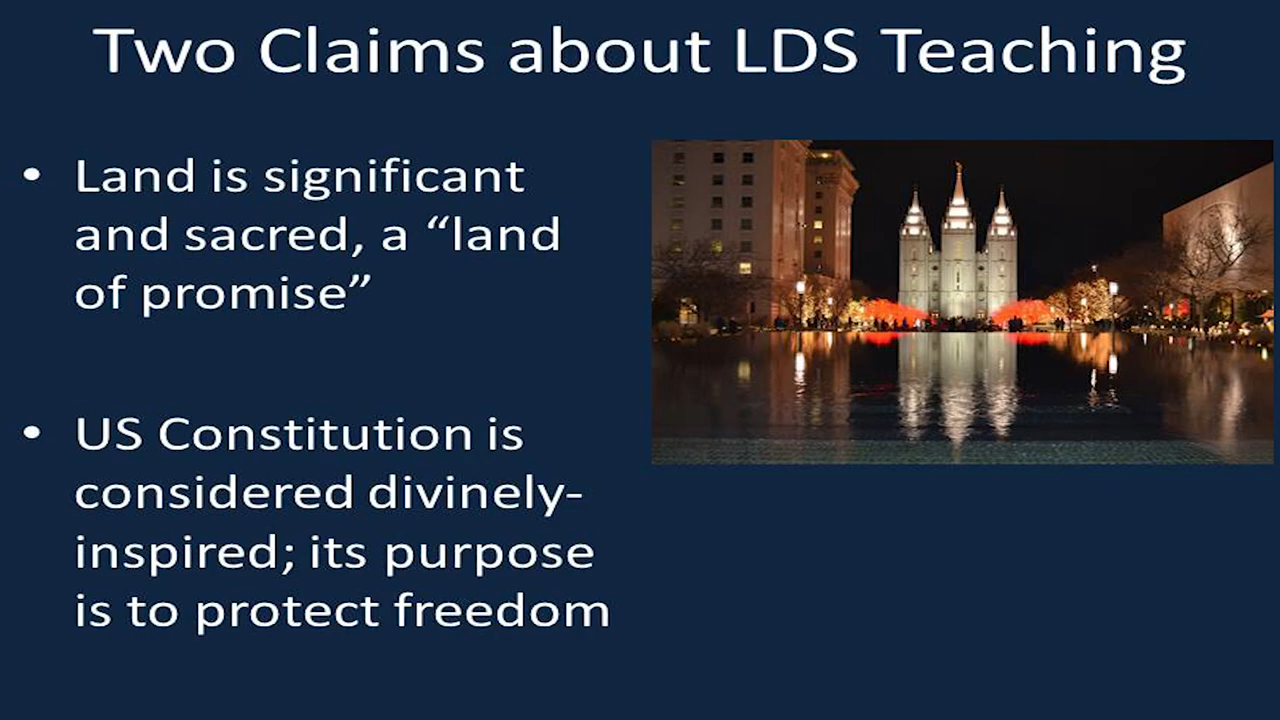 Two Claims about LDS Teaching
• Land is significant
and sacred, a “land
of promise”
• US Constitution is
considered divinely-
inspired; its purpose
is to protect freedom